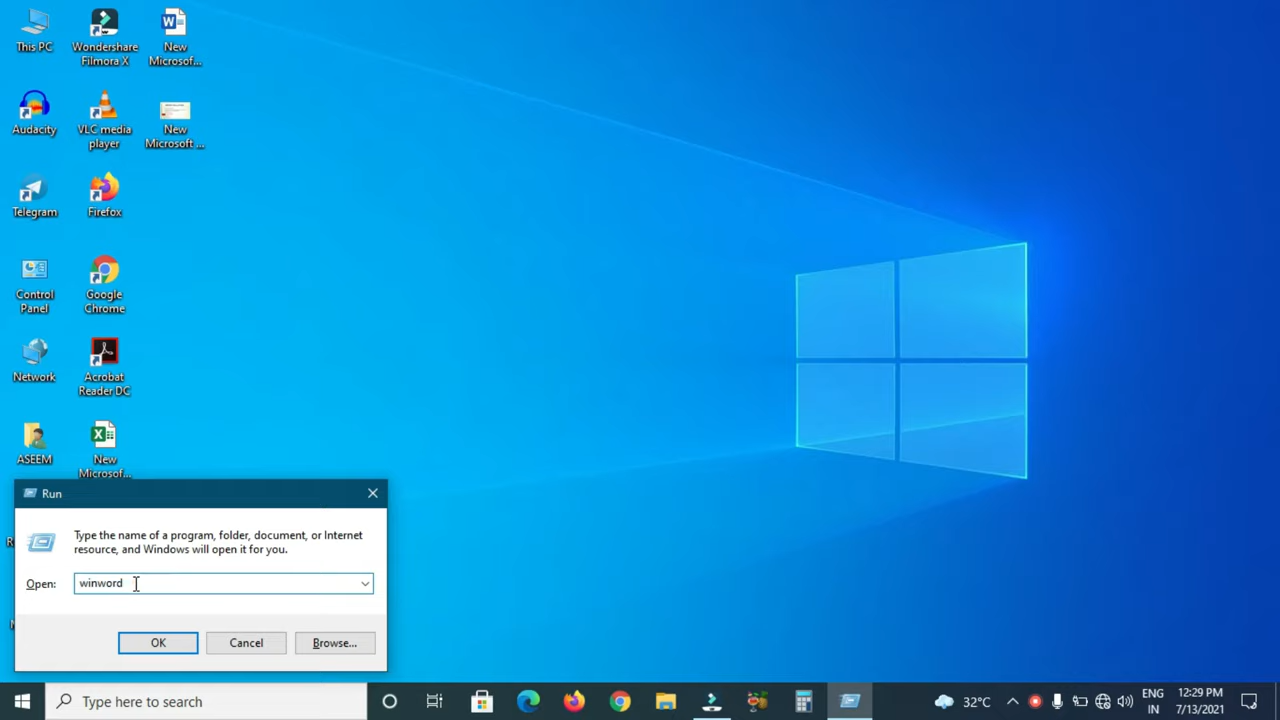 This PC
Wondershare
Filmora X
New
Microsof...
Audacity
VLC media
player
New
Microsoft ...
Telegram
Firefox
Control
Panel
Google
Chrome
Network
Acrobat
Reader DC
ASEEM
New
Microsof...
Run
Type the name of a program, folder, document, or Internet
resource, and Windows will open it for you.
Open:
winword
OK
Cancel
Browse...
Type here to search
32°C
ENG
IN
12:29 PM
7/13/2021